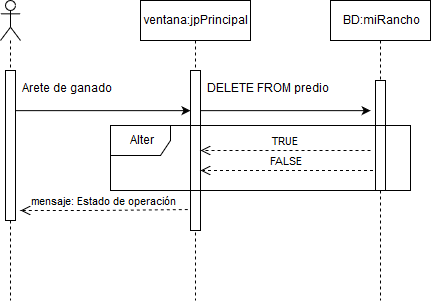 ventana:jpPrincipal
BD:miRancho
Arete de ganado
DELETE FROM predio
Alter
TRUE
FALSE
mensaje: Estado de operación